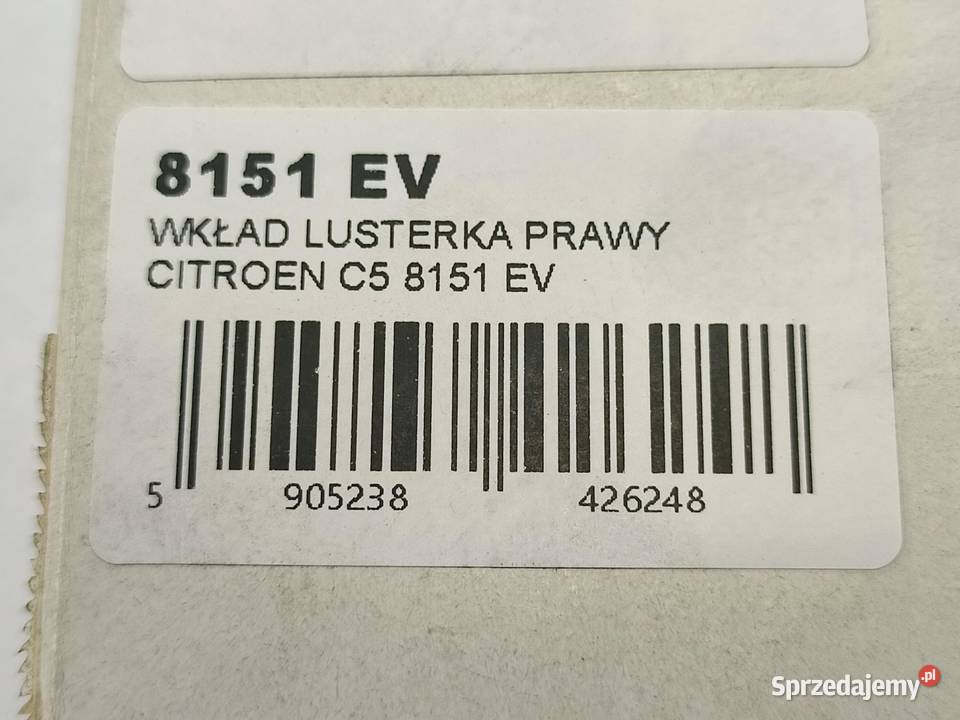 8151 EV
WKŁAD LUSTERKA PRAWY
CITROEN C5 8151 EV
5 905238 426248
Sprzedajemy.pl